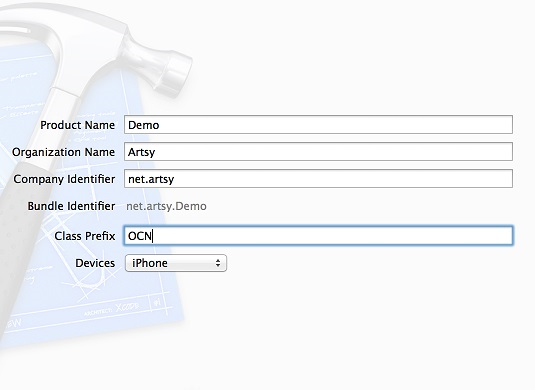 Product Name Demo
Organization Name Artsy
Company Identifier net.artsy
Bundle Identifier net.artsy.Demo
Class Prefix OCN
Devices iPhone